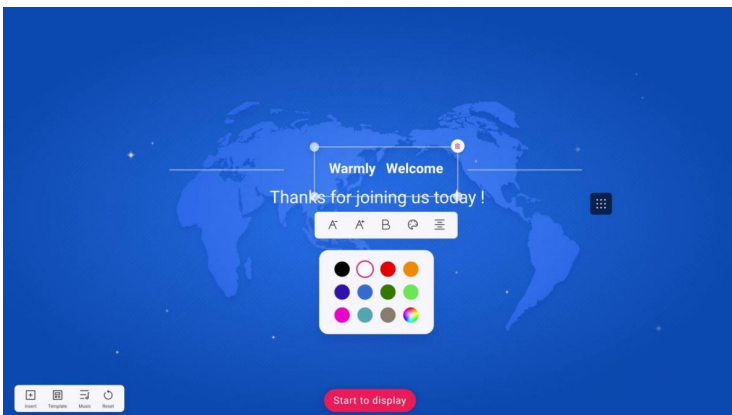 Warmly Welcome
Thanks for joining us today !
A- A+ B
Insert Template Music Reset
Start to display